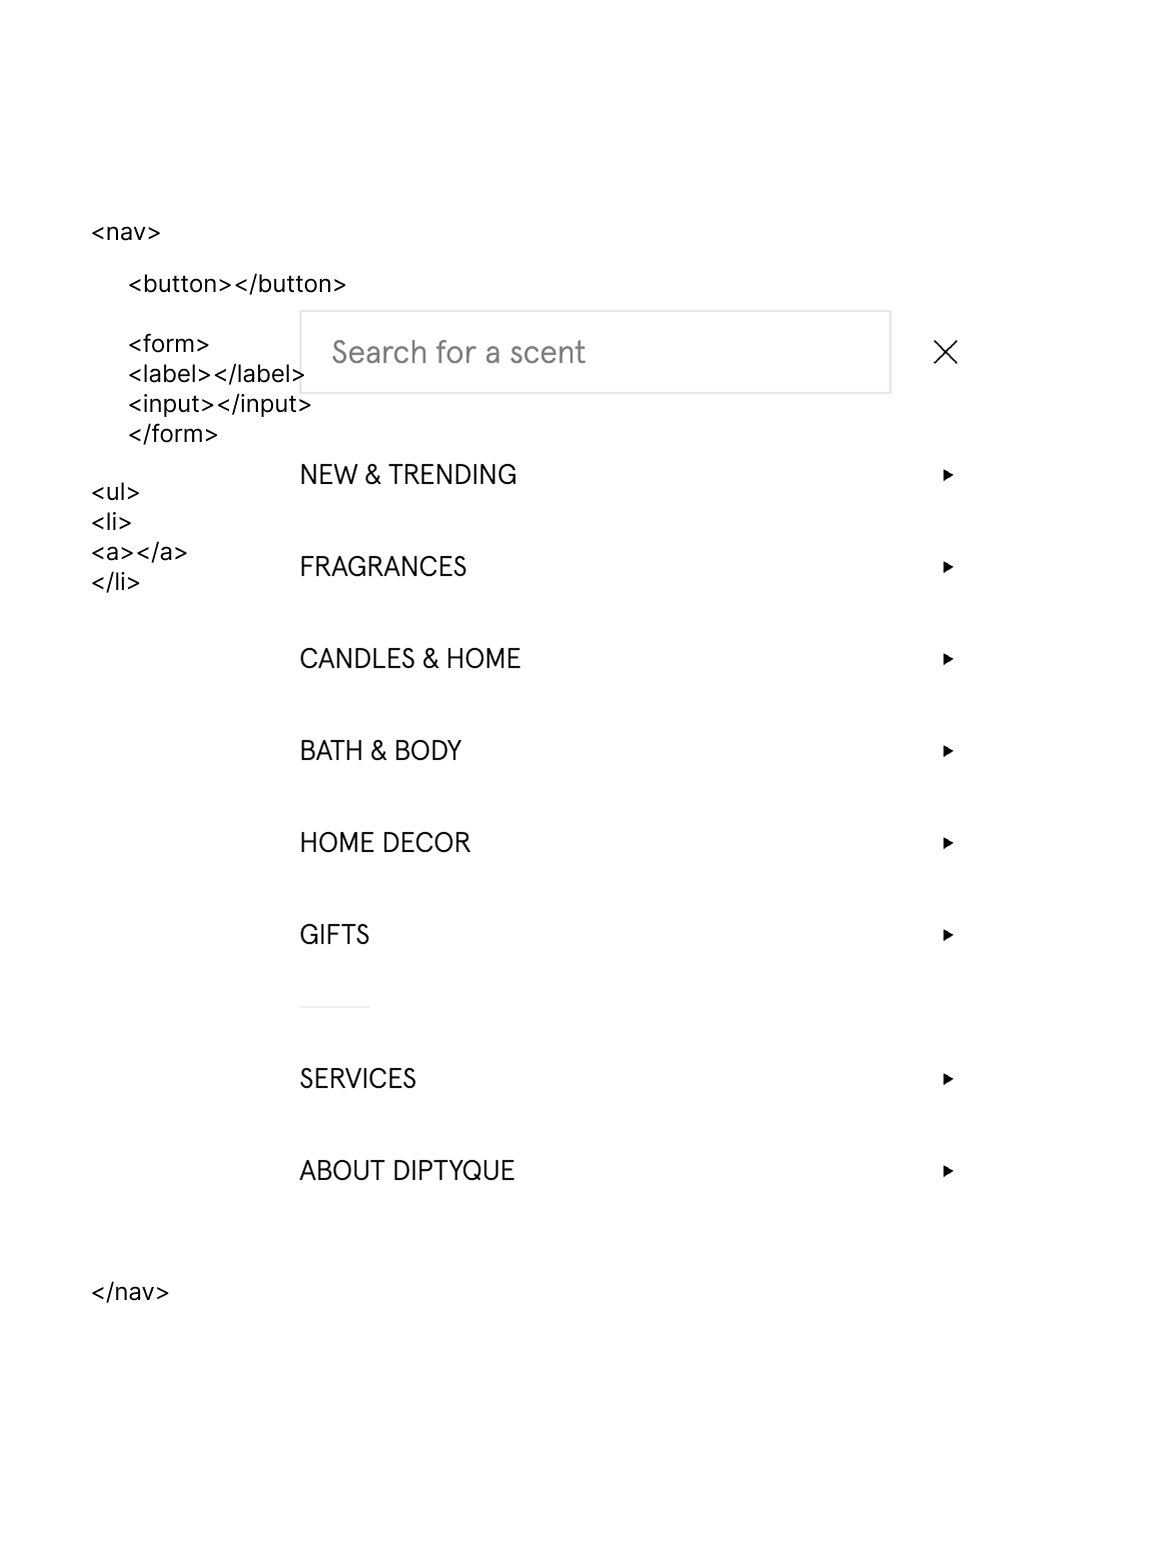 <nav>
<button></button>
<form>
<label></label>
<input></input>
</form>
Search for a scent
<ul>
<li>
<a></a>
</li>
NEW & TRENDING
FRAGRANCES
CANDLES & HOME
BATH & BODY
HOME DECOR
GIFTS
SERVICES
ABOUT DIPTYQUE
</nav>